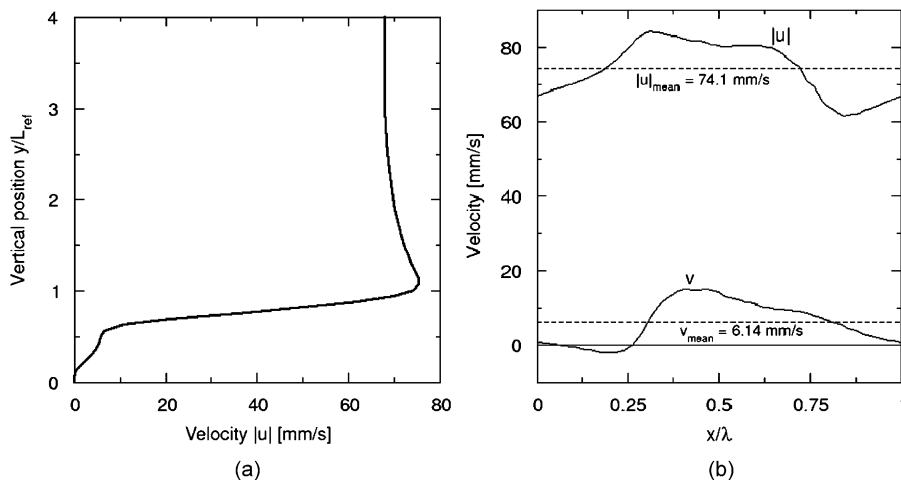 4
3
2
1
0
Vertical position y/L_ref
0
20
40
60
80
Velocity |u| [mm/s]
(a)
80
60
40
20
0
Velocity [mm/s]
|u|
|u|_mean = 74.1 mm/s
v
v_mean = 6.14 mm/s
0
0.25
0.5
0.75
1
x/λ
(b)